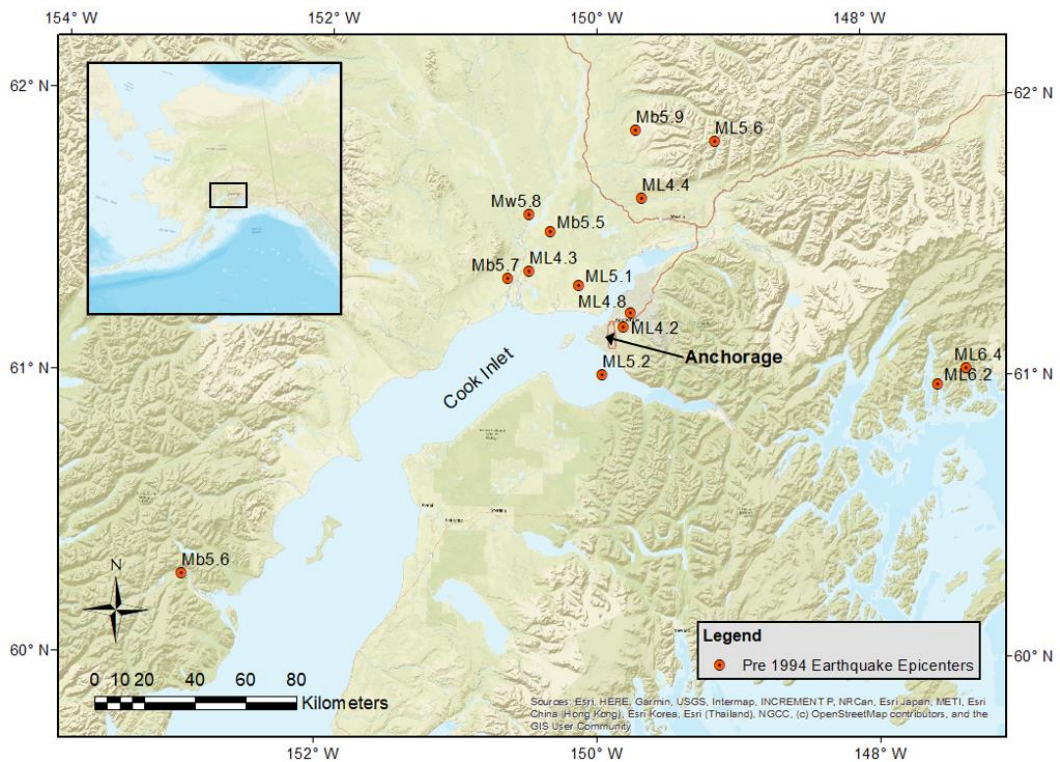 154° W 152° W 150° W 148° W
62° N 62° N
Mb5.9
ML5.6
ML4.4
Mw5.8
Mb5.5
ML4.3
Mb5.7
ML5.1
ML4.8
ML4.2
Anchorage
ML5.2
ML6.4
ML6.2
61° N 61° N
Cook Inlet
Mb5.6
N
60° N 60° N
Legend
Pre 1994 Earthquake Epicenters
0 10 20 40 60 80
Kilometers
Sources: Esri, HERE, Garmin, USGS, Intermap, INCREMENT P, NRCan, Esri Japan, METI, Esri
China (Hong Kong), Esri Korea, Esri (Thailand), NGCC, (c) OpenStreetMap contributors, and the
GIS User Community
152° W 150° W 148° W